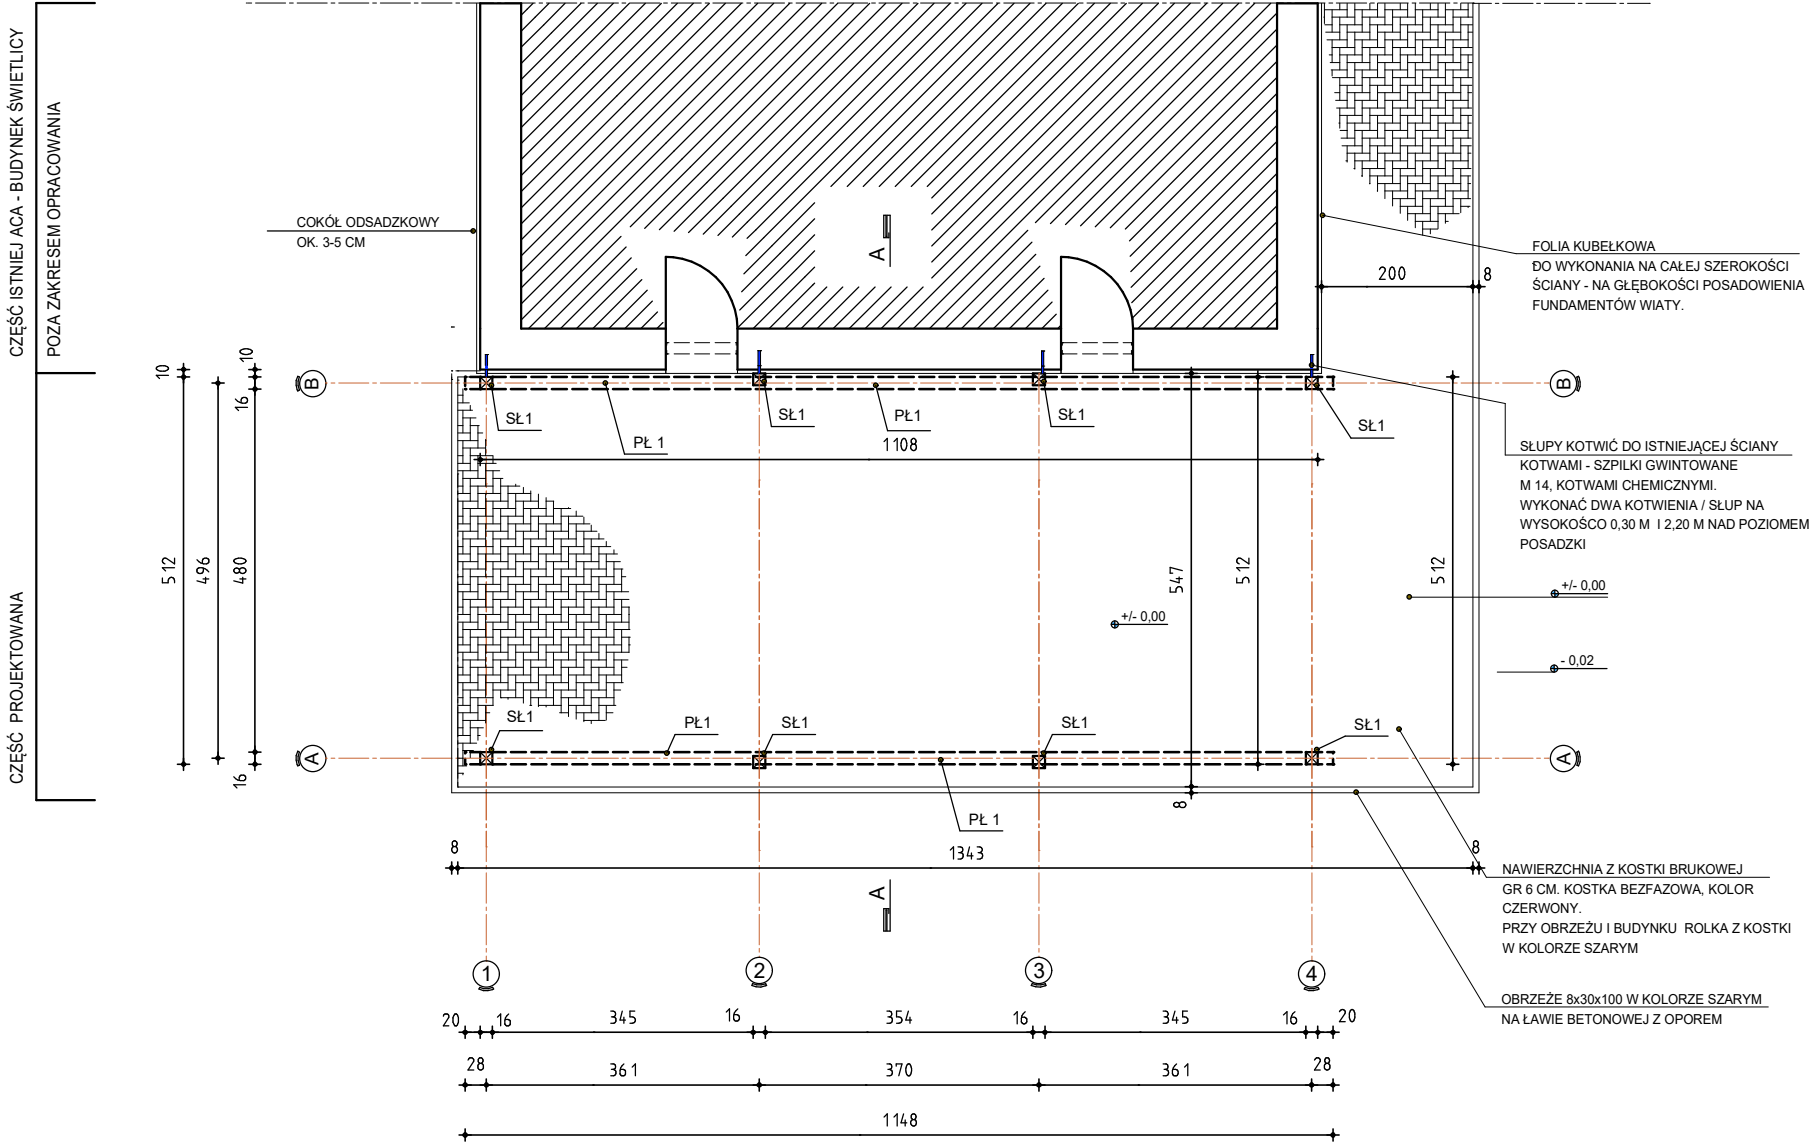 CZĘŚĆ ISTNIEJ ACA - BUDYNEK ŚWIETLICY
POZA ZAKRESEM OPRACOWANIA
CZĘŚĆ PROJEKTOWANA
COKÓŁ ODSADZKOWY
OK. 3-5 CM
A
FOLIA KUBEŁKOWA
DO WYKONANIA NA CAŁEJ SZEROKOŚCI
ŚCIANY - NA GŁĘBOKOŚCI POSADOWIENIA
FUNDAMENTÓW WIATY.
200
8
10
10
16
B
B
SŁ1
PŁ 1
SŁ1
PŁ1
SŁ1
SŁ1
1108
SŁUPY KOTWIĆ DO ISTNIEJĄCEJ ŚCIANY
KOTWAMI - SZPILKI GWINTOWANE
M 14, KOTWAMI CHEMICZNYMI.
WYKONAĆ DWA KOTWIENIA / SŁUP NA
WYSOKOŚCO 0,30 M I 2,20 M NAD POZIOMEM
POSADZKI
512
496
480
547
512
512
+/- 0,00
+/- 0,00
- 0,02
SŁ1
PŁ1
SŁ1
SŁ1
SŁ1
A
A
16
8
PŁ 1
8
1343
8
A
NAWIERZCHNIA Z KOSTKI BRUKOWEJ
GR 6 CM. KOSTKA BEZFAZOWA, KOLOR
CZERWONY.
PRZY OBRZEŻU I BUDYNKU ROLKA Z KOSTKI
W KOLORZE SZARYM
1
2
3
4
OBRZEŻE 8x30x100 W KOLORZE SZARYM
NA ŁAWIE BETONOWEJ Z OPOREM
20
16
345
16
354
16
345
16
20
28
361
370
361
28
1148